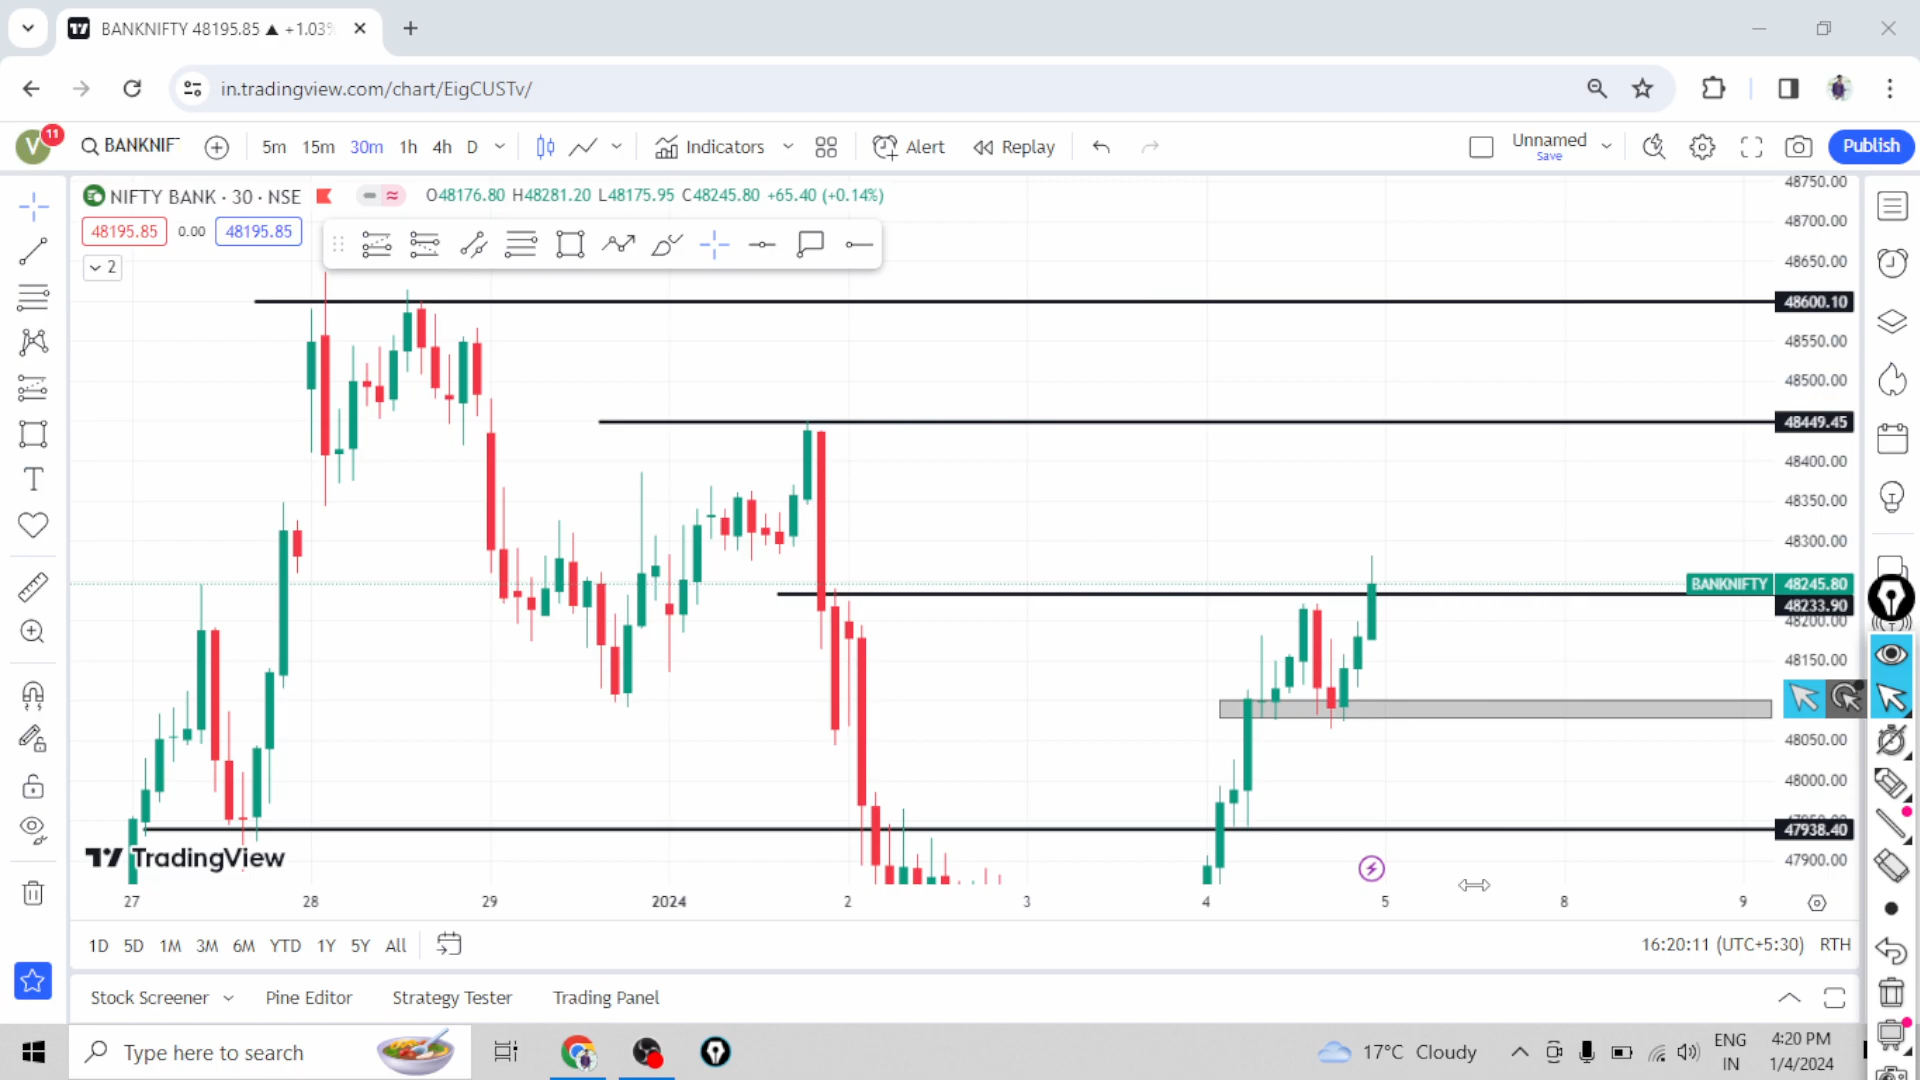 BANKNIFTY 48195.85 ▲ +1.03%
in.tradingview.com/chart/EigCUSTv/
V 11 BANKNIF 5m 15m 30m 1h 4h D Indicators Alert Replay Unnamed Save Publish
NIFTY BANK · 30 · NSE O48176.80 H48281.20 L48175.95 C48245.80 +65.40 (+0.14%)
48195.85 0.00 48195.85
2
48750.00
48700.00
48650.00
48600.10
48550.00
48500.00
48449.45
48400.00
48350.00
48300.00
BANKNIFTY 48245.80
48233.90
48200.00
48150.00
48050.00
48000.00
47938.40
47900.00
TradingView
27 28 29 2024 2 3 4 5 8 9
1D 5D 1M 3M 6M YTD 1Y 5Y All 16:20:11 (UTC+5:30) RTH
Stock Screener Pine Editor Strategy Tester Trading Panel
Type here to search 17°C Cloudy ENG IN 4:20 PM 1/4/2024